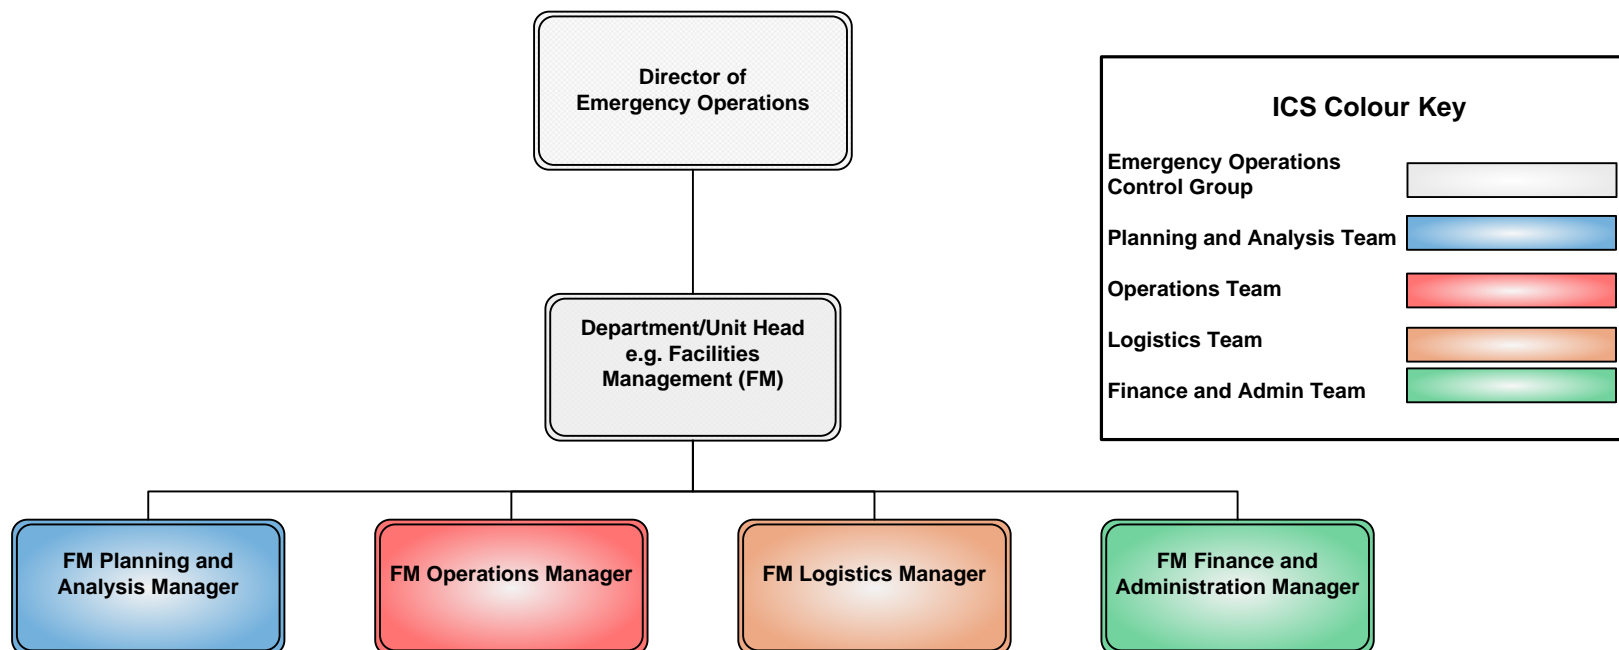 Director of
Emergency Operations
ICS Colour Key
Emergency Operations
Control Group
Planning and Analysis Team
Operations Team
Logistics Team
Finance and Admin Team
Department/Unit Head
e.g. Facilities
Management (FM)
FM Planning and
Analysis Manager
FM Operations Manager
FM Logistics Manager
FM Finance and
Administration Manager